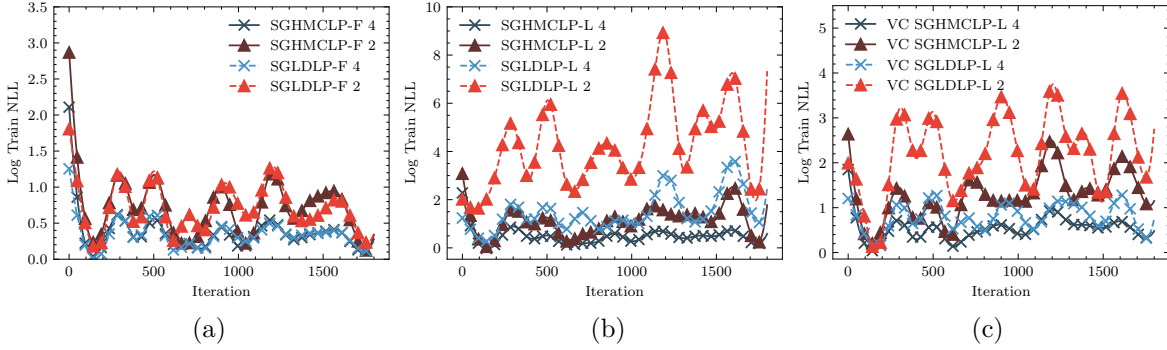 Log Train NLL
3.5
3.0
2.5
2.0
1.5
1.0
0.5
0.0
SGHMCLP-F 4
SGHMCLP-F 2
SGLDLP-F 4
SGLDLP-F 2
0 500 1000 1500
Iteration
(a)
Log Train NLL
10
8
6
4
2
0
SGHMCLP-L 4
SGHMCLP-L 2
SGLDLP-L 4
SGLDLP-L 2
0 500 1000 1500
Iteration
(b)
Log Train NLL
5
4
3
2
1
0
VC SGHMCLP-L 4
VC SGHMCLP-L 2
VC SGLDLP-L 4
VC SGLDLP-L 2
0 500 1000 1500
Iteration
(c)